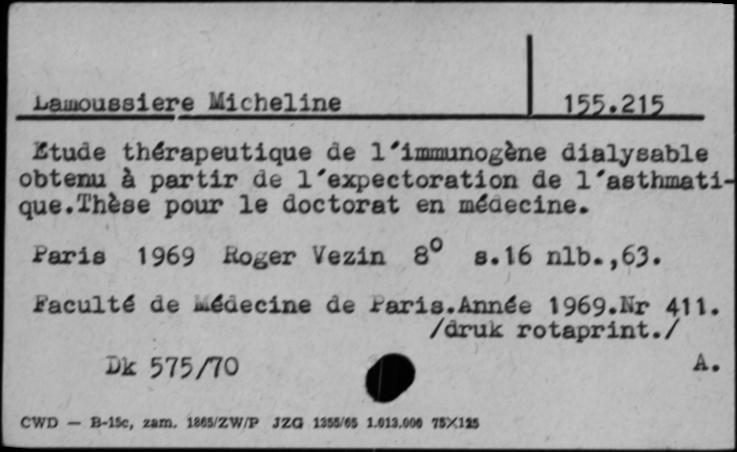 Lamoussiere Micheline 155.215
Etude thérapeutique de l'immunogène dialysable
obtenu à partir de l'expectoration de l'asthmati-
que.Thèse pour le doctorat en médecine.
Paris 1969 Roger Vezin 8° s.16 nlb.,63.
Faculté de Médecine de Paris.Année 1969.Nr 411.
/druk rotaprint./
Dk 575/70 A.
CWD — B-15c, zam. 1865/ZW/P JZG 1355/65 1.013.000 75X125